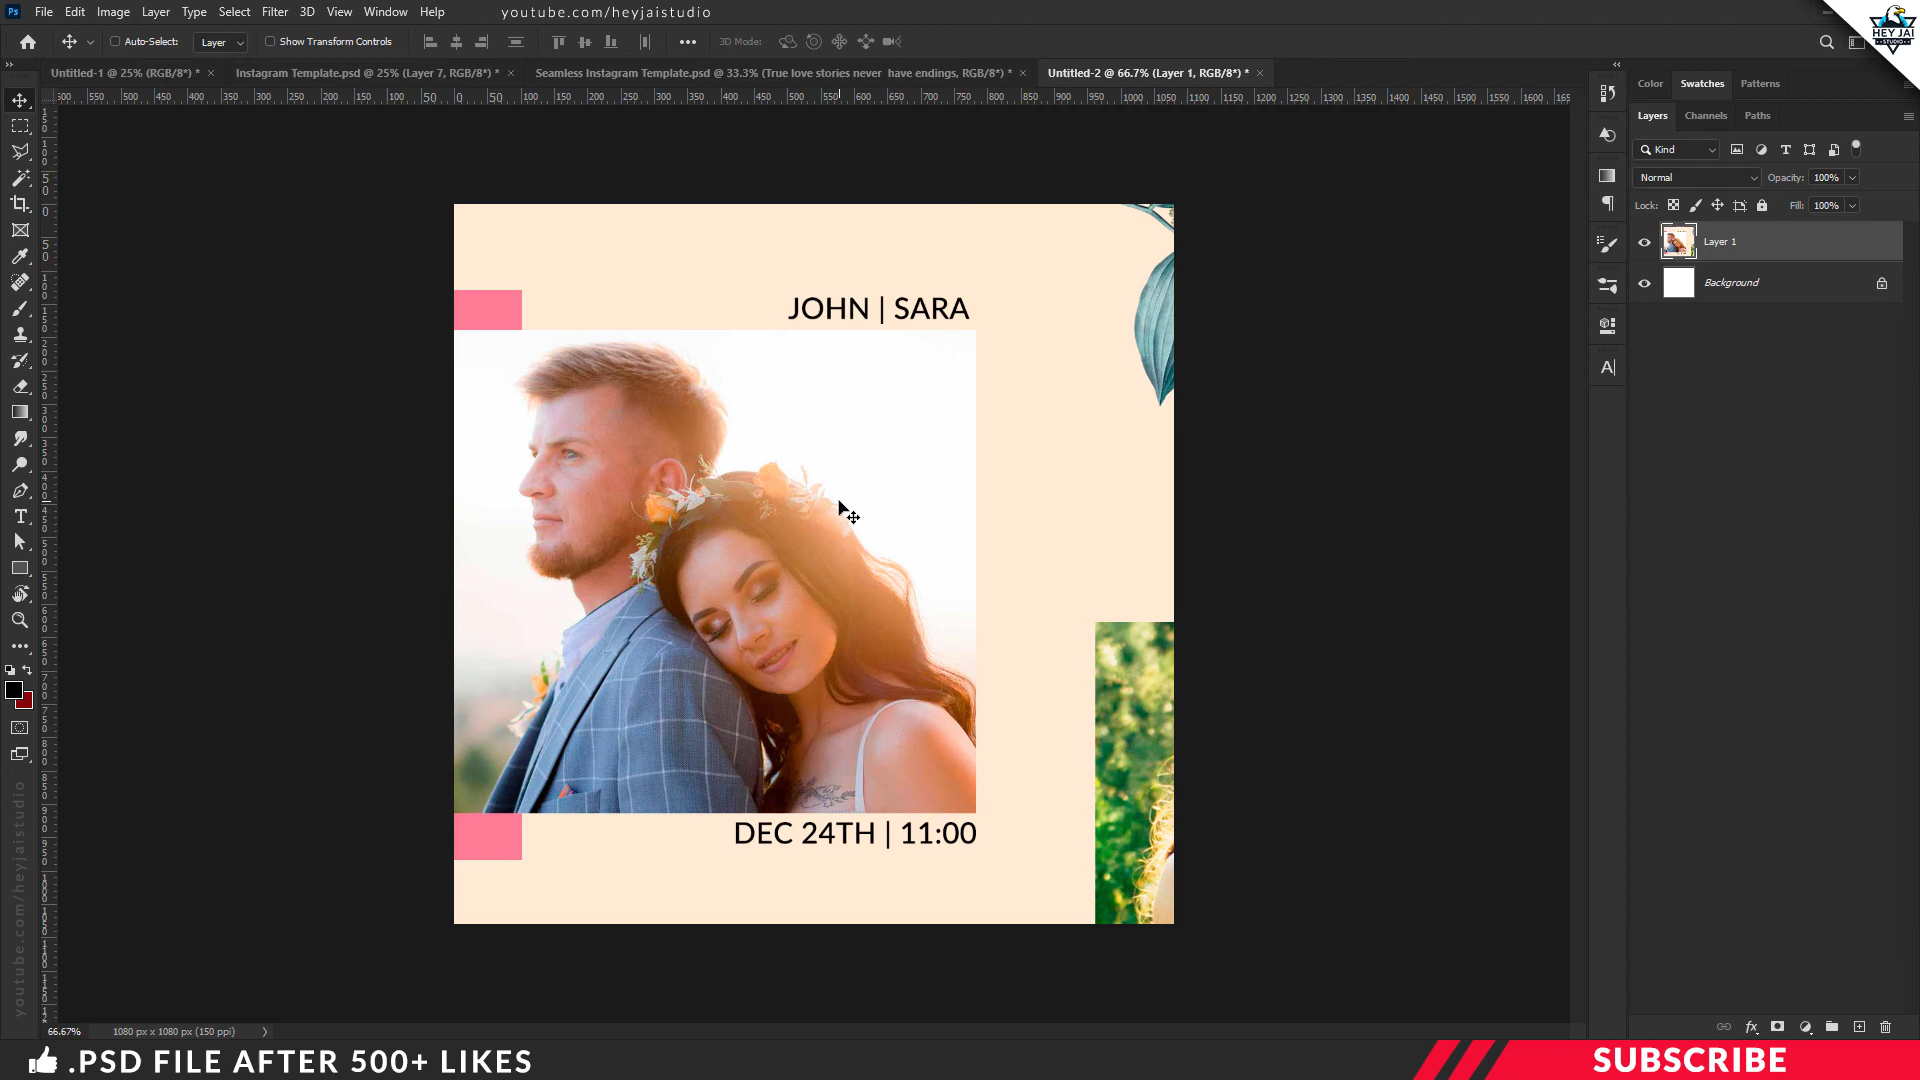 Ps File Edit Image Layer Type Select Filter 3D View Window Help youtube.com/heyjaistudio
HEY JAI
STUDIO
Auto-Select: Layer Show Transform Controls 3D Mode:
Untitled-1 @ 25% (RGB/8*) * Instagram Template.psd @ 25% (Layer 7, RGB/8*) * Seamless Instagram Template.psd @ 33.3% (True love stories never have endings, RGB/8*) * Untitled-2 @ 66.7% (Layer 1, RGB/8*) *
Color Swatches Patterns
Layers Channels Paths
Kind
Normal Opacity: 100%
Lock: Fill: 100%
Layer 1
Background
JOHN | SARA
DEC 24TH | 11:00
youtube.com/heyjaistudio
66.67% 1080 px x 1080 px (150 ppi)
.PSD FILE AFTER 500+ LIKES
SUBSCRIBE